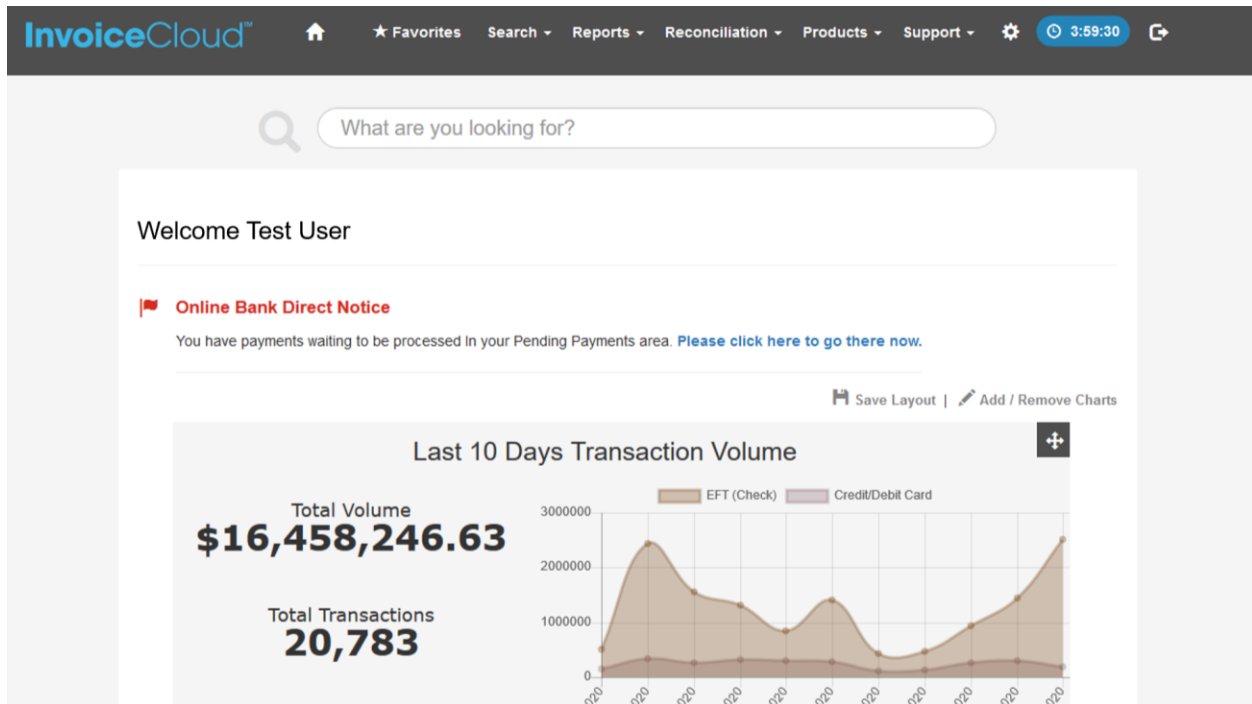 InvoiceCloud™
Favorites Search Reports Reconciliation Products Support 3:59:30
What are you looking for?
Welcome Test User
Online Bank Direct Notice
You have payments waiting to be processed In your Pending Payments area. Please click here to go there now.
Save Layout | Add / Remove Charts
Last 10 Days Transaction Volume
EFT (Check) Credit/Debit Card
Total Volume
$16,458,246.63
Total Transactions
20,783
3000000
2000000
1000000
0